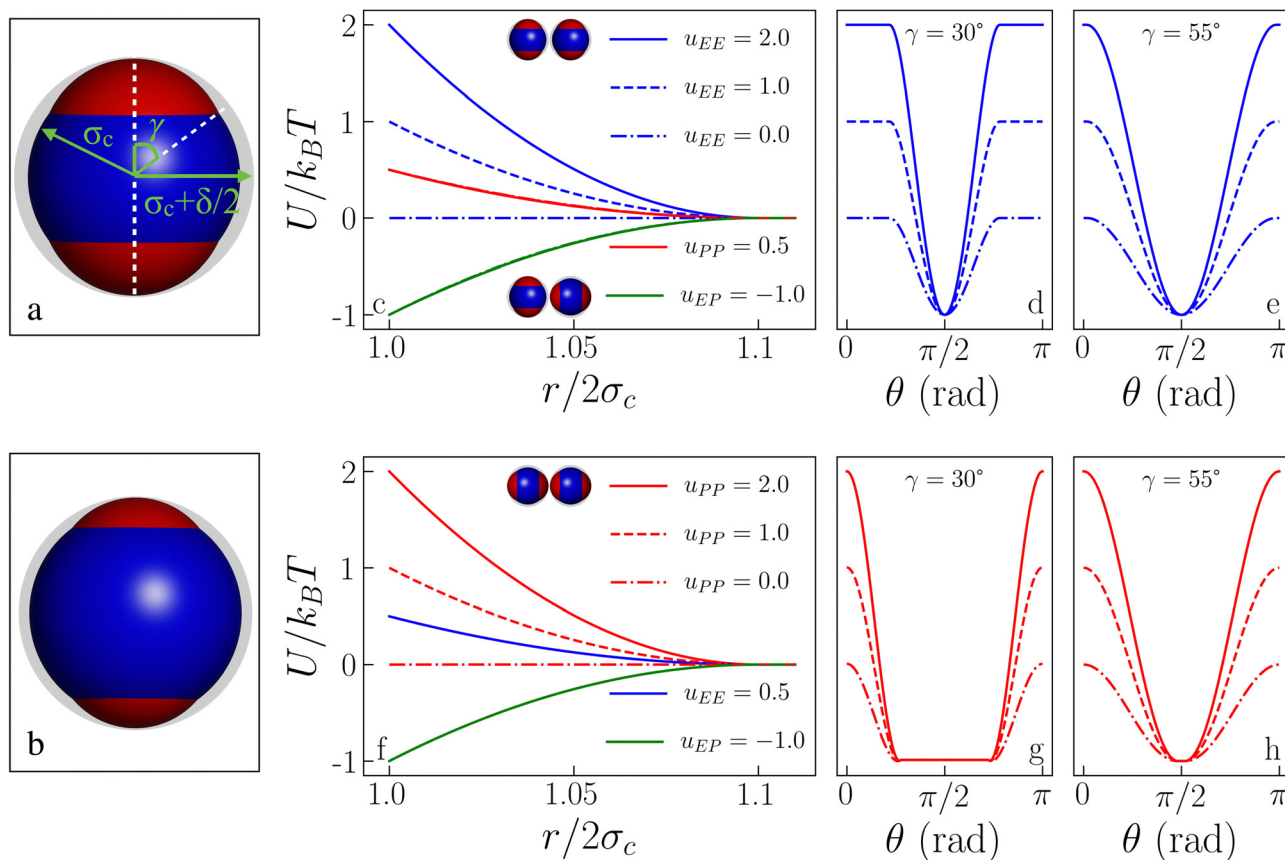 a
σc
γ
σc+δ/2
U/kBT
2
1
0
-1
uEE = 2.0
uEE = 1.0
uEE = 0.0
uPP = 0.5
uEP = −1.0
c
1.0
1.05
1.1
r/2σc
γ = 30°
d
0
π/2
π
θ (rad)
γ = 55°
e
0
π/2
π
θ (rad)
b
U/kBT
2
1
0
-1
uPP = 2.0
uPP = 1.0
uPP = 0.0
uEE = 0.5
uEP = −1.0
f
1.0
1.05
1.1
r/2σc
γ = 30°
g
0
π/2
π
θ (rad)
γ = 55°
h
0
π/2
π
θ (rad)